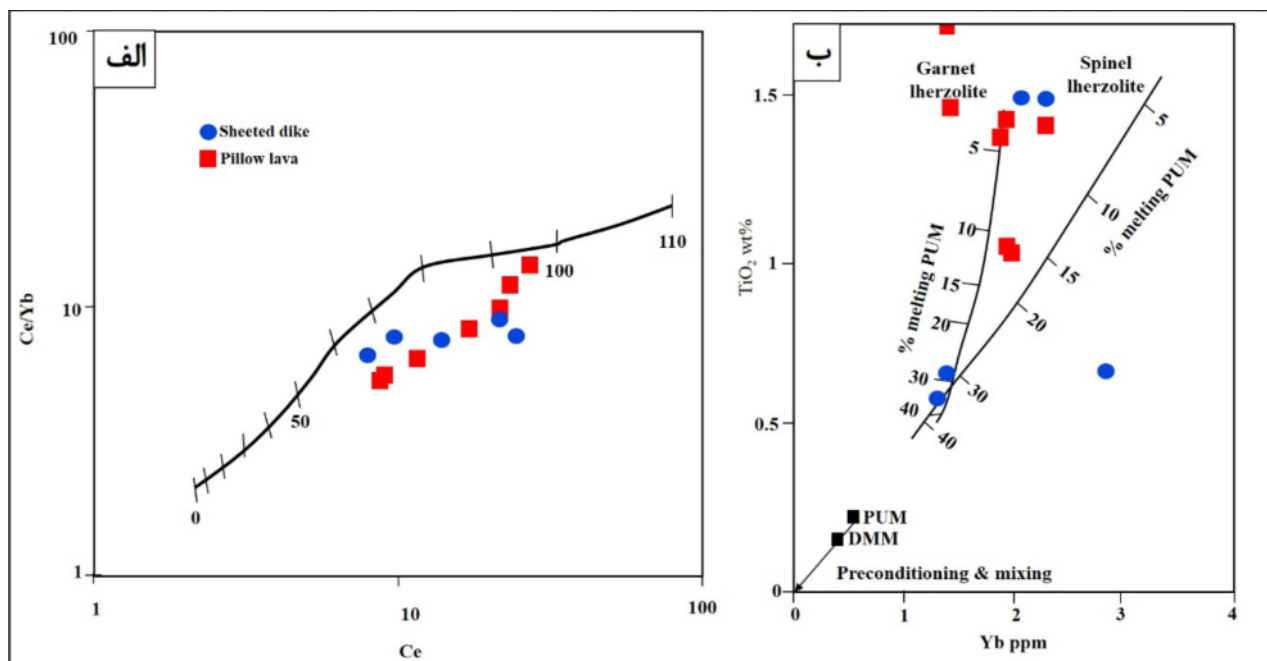 الف
100
Ce/Yb
10
1
Sheeted dike
Pillow lava
0
50
100
110
1
10
100
Ce
ب
TiO2 wt%
1.5
1
0.5
0
Garnet
lherzolite
Spinel
lherzolite
5
10
15
20
30
40
% melting PUM
5
10
15
20
30
40
% melting PUM
PUM
DMM
Preconditioning & mixing
0
1
2
3
4
Yb ppm